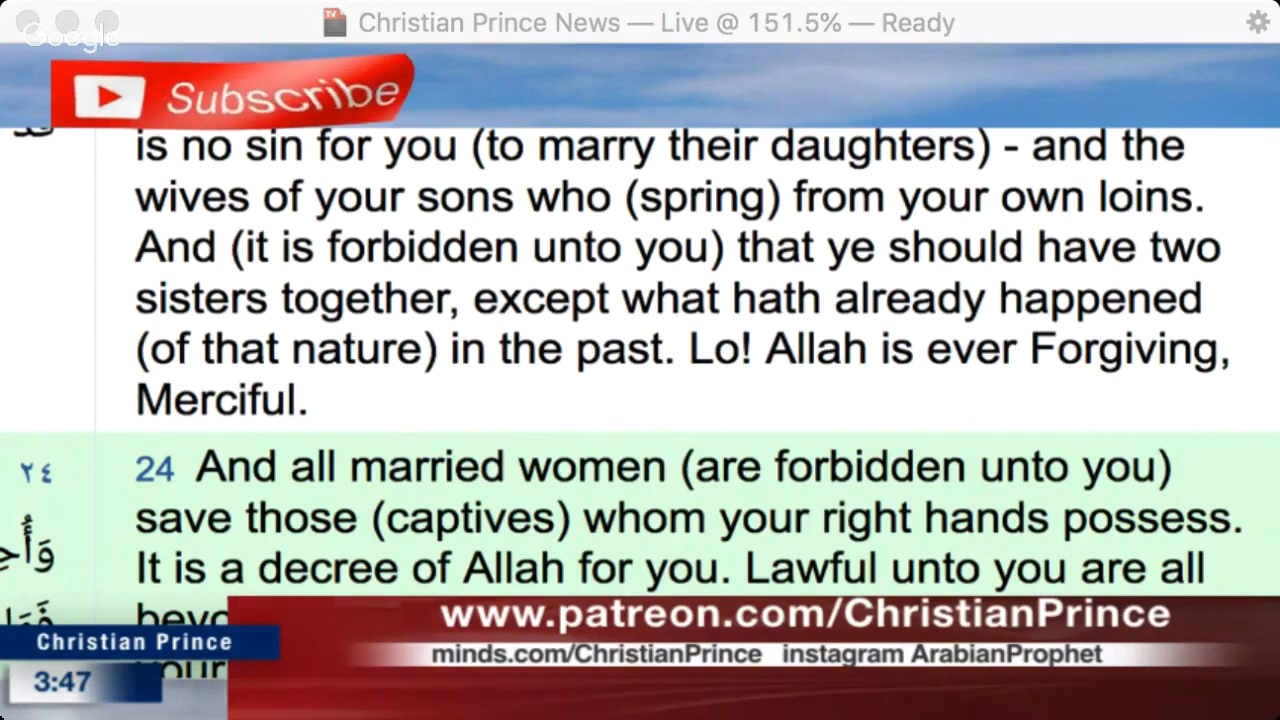 Christian Prince News — Live @ 151.5% — Ready
Google
Subscribe
is no sin for you (to marry their daughters) - and the
wives of your sons who (spring) from your own loins.
And (it is forbidden unto you) that ye should have two
sisters together, except what hath already happened
(of that nature) in the past. Lo! Allah is ever Forgiving,
Merciful.
٢٤
24 And all married women (are forbidden unto you)
save those (captives) whom your right hands possess.
It is a decree of Allah for you. Lawful unto you are all
your
www.patreon.com/ChristianPrince
Christian Prince
minds.com/ChristianPrince instagram ArabianProphet
3:47